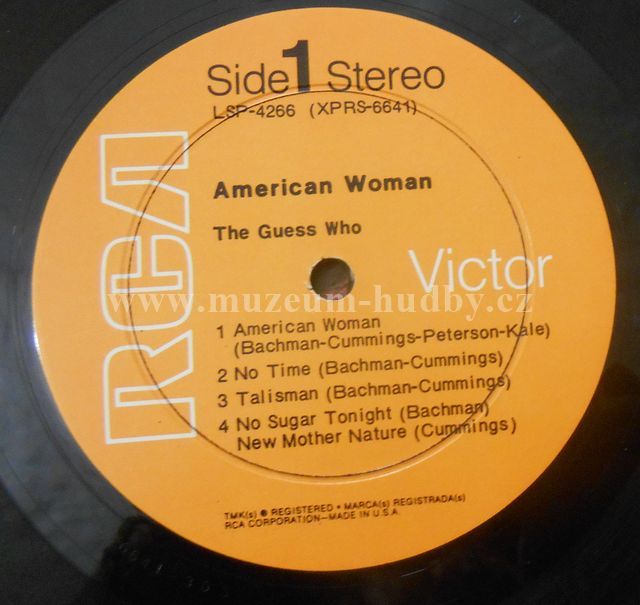 Side 1 Stereo
LSP-4266 (XPRS-6641)
RCA
American Woman
The Guess Who
Victor
www.muzeum-hudby.cz
1 American Woman
(Bachman-Cummings-Peterson-Kale)
2 No Time (Bachman-Cummings)
3 Talisman (Bachman-Cummings)
4 No Sugar Tonight (Bachman)
New Mother Nature (Cummings)
TMK(s) ® REGISTERED • MARCA(s) REGISTRADA(s)
RCA CORPORATION—MADE IN U.S.A.